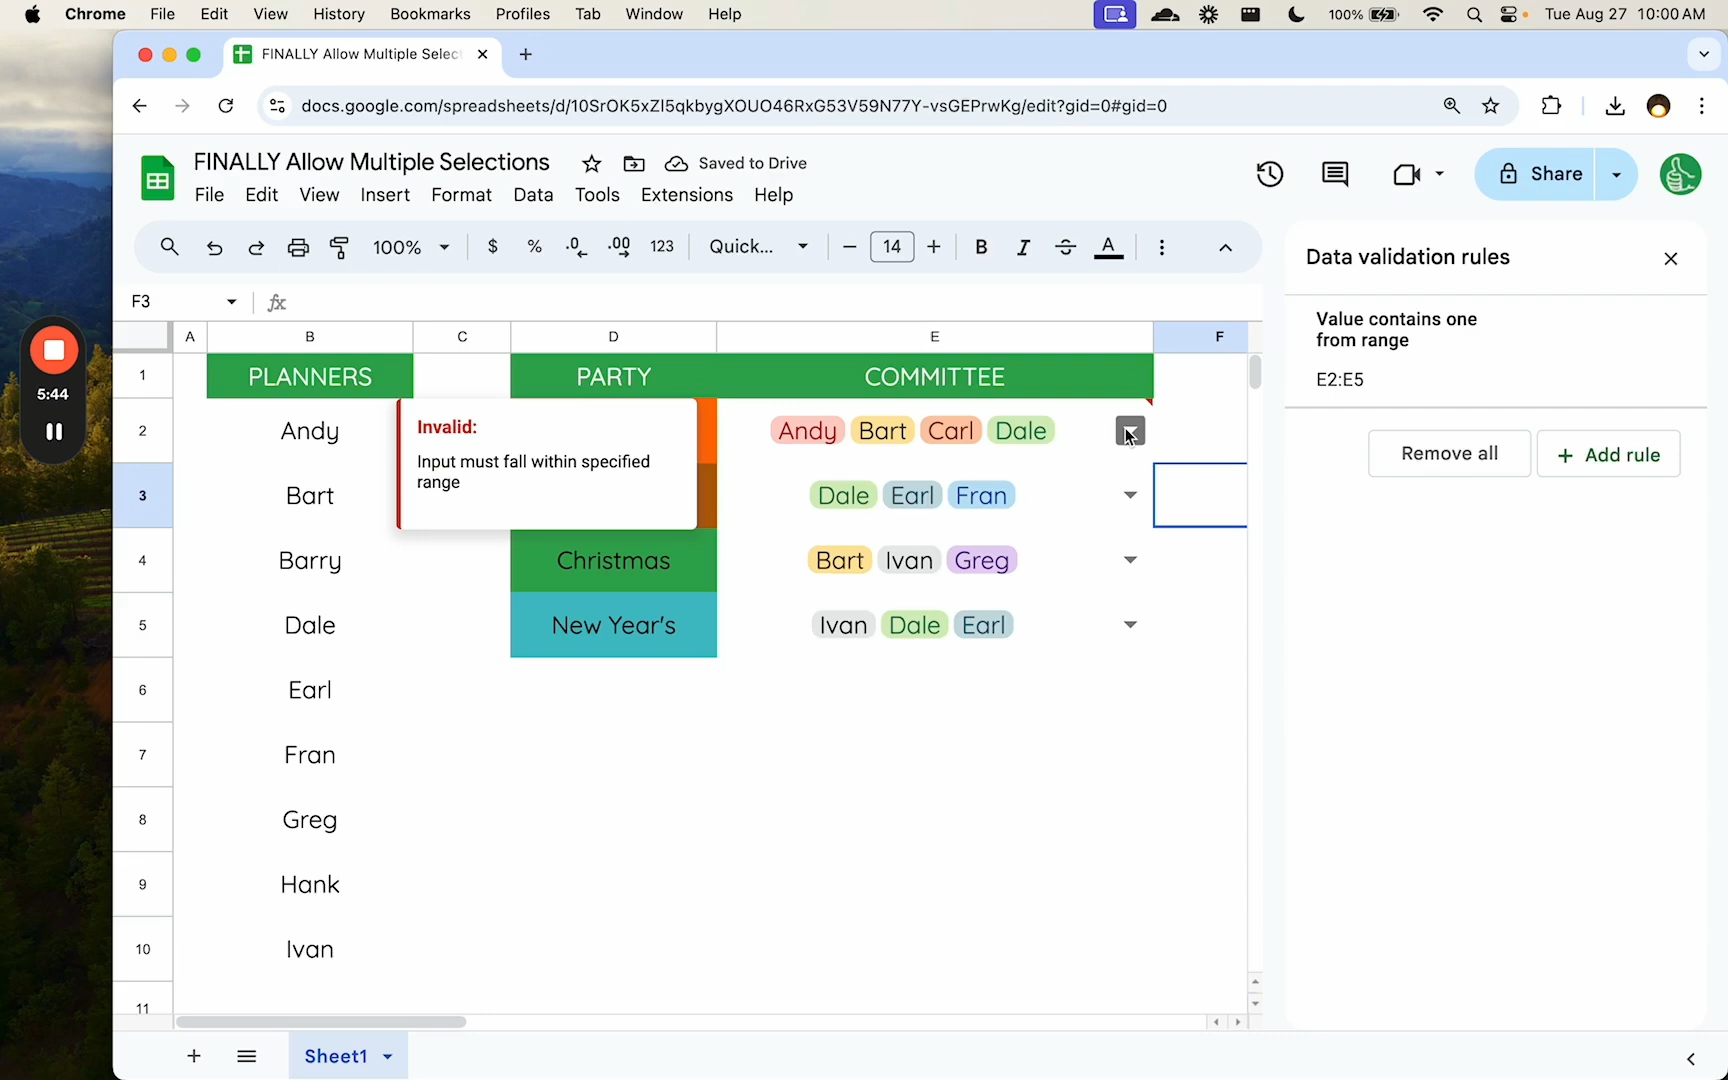 Chrome File Edit View History Bookmarks Profiles Tab Window Help 100% Tue Aug 27 10:00 AM
FINALLY Allow Multiple Selec
docs.google.com/spreadsheets/d/10SrOK5xZI5qkbygXOUO46RxG53V59N77Y-vsGEPrwKg/edit?gid=0#gid=0
FINALLY Allow Multiple Selections Saved to Drive
File Edit View Insert Format Data Tools Extensions Help
Share
100% $ % .0 .00 123 Quick... 14 B I A
F3 fx
A B C D E F
1 PLANNERS PARTY COMMITTEE
2 Andy Andy Bart Carl Dale
3 Bart Dale Earl Fran
4 Barry Christmas Bart Ivan Greg
5 Dale New Year's Ivan Dale Earl
6 Earl
7 Fran
8 Greg
9 Hank
10 Ivan
11
Invalid:
Input must fall within specified
range
Data validation rules
Value contains one
from range
E2:E5
Remove all
+ Add rule
5:44
Sheet1